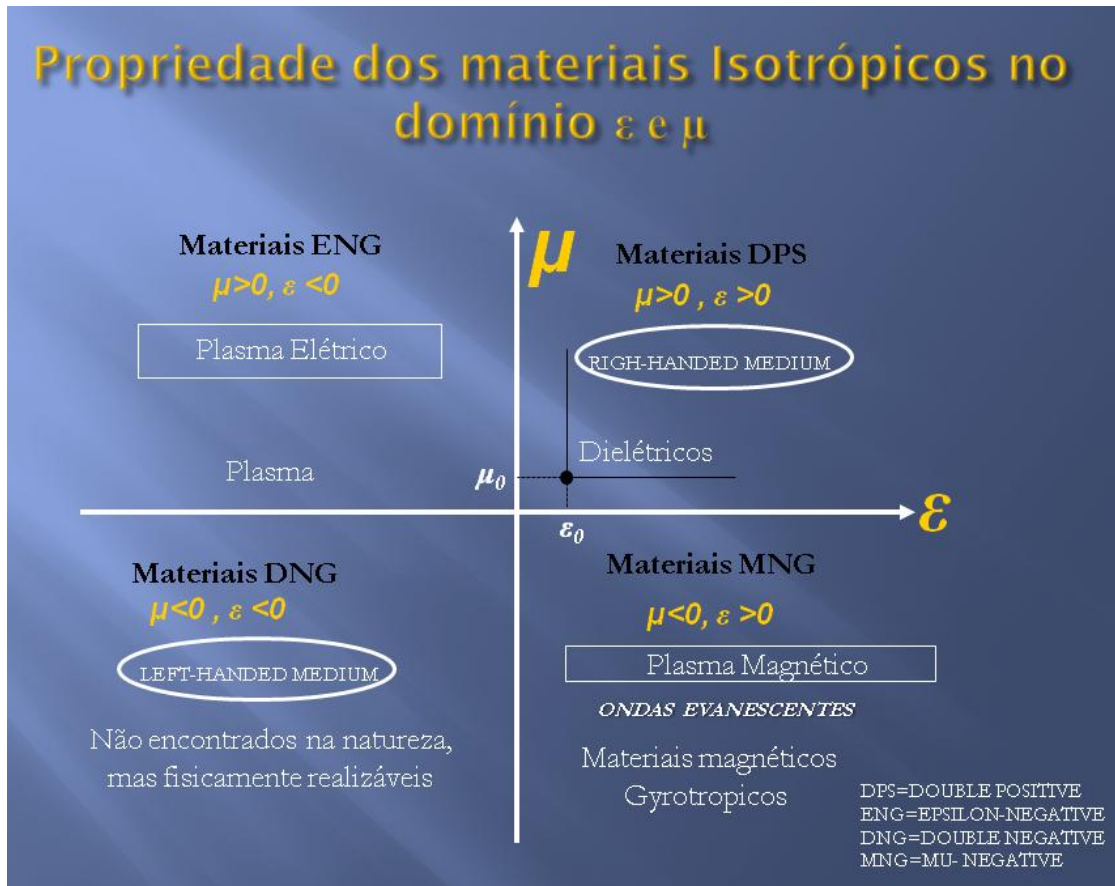 Propriedade dos materiais Isotrópicos no
domínio ε e μ
μ
Materiais ENG
μ>0, ε <0
Plasma Elétrico
Plasma
Materiais DPS
μ>0 , ε >0
RIGH-HANDED MEDIUM
Dielétricos
μ0
ε0
ε
Materiais DNG
μ<0 , ε <0
LEFT-HANDED MEDIUM
Não encontrados na natureza,
mas fisicamente realizáveis
Materiais MNG
μ<0, ε >0
Plasma Magnético
ONDAS EVANESCENTES
Materiais magnéticos
Gyrotropicos
DPS=DOUBLE POSITIVE
ENG=EPSILON-NEGATIVE
DNG=DOUBLE NEGATIVE
MNG=MU- NEGATIVE